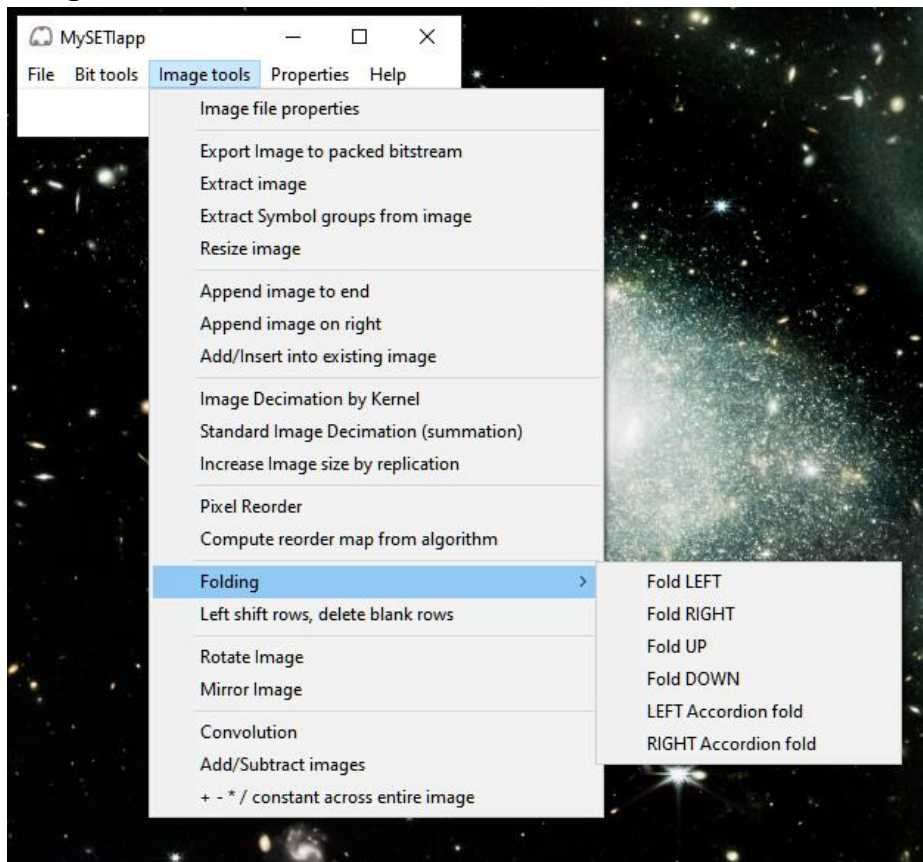 MySETIapp
File Bit tools Image tools Properties Help
Image file properties
Export Image to packed bitstream
Extract image
Extract Symbol groups from image
Resize image
Append image to end
Append image on right
Add/Insert into existing image
Image Decimation by Kernel
Standard Image Decimation (summation)
Increase Image size by replication
Pixel Reorder
Compute reorder map from algorithm
Folding
Left shift rows, delete blank rows
Rotate Image
Mirror Image
Convolution
Add/Subtract images
+ - * / constant across entire image
Fold LEFT
Fold RIGHT
Fold UP
Fold DOWN
LEFT Accordion fold
RIGHT Accordion fold